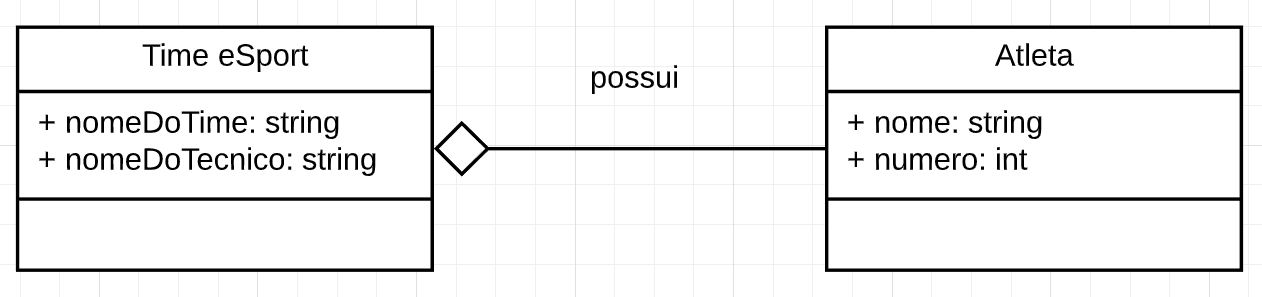 Time eSport
+ nomeDoTime: string
+ nomeDoTecnico: string
possui
Atleta
+ nome: string
+ numero: int